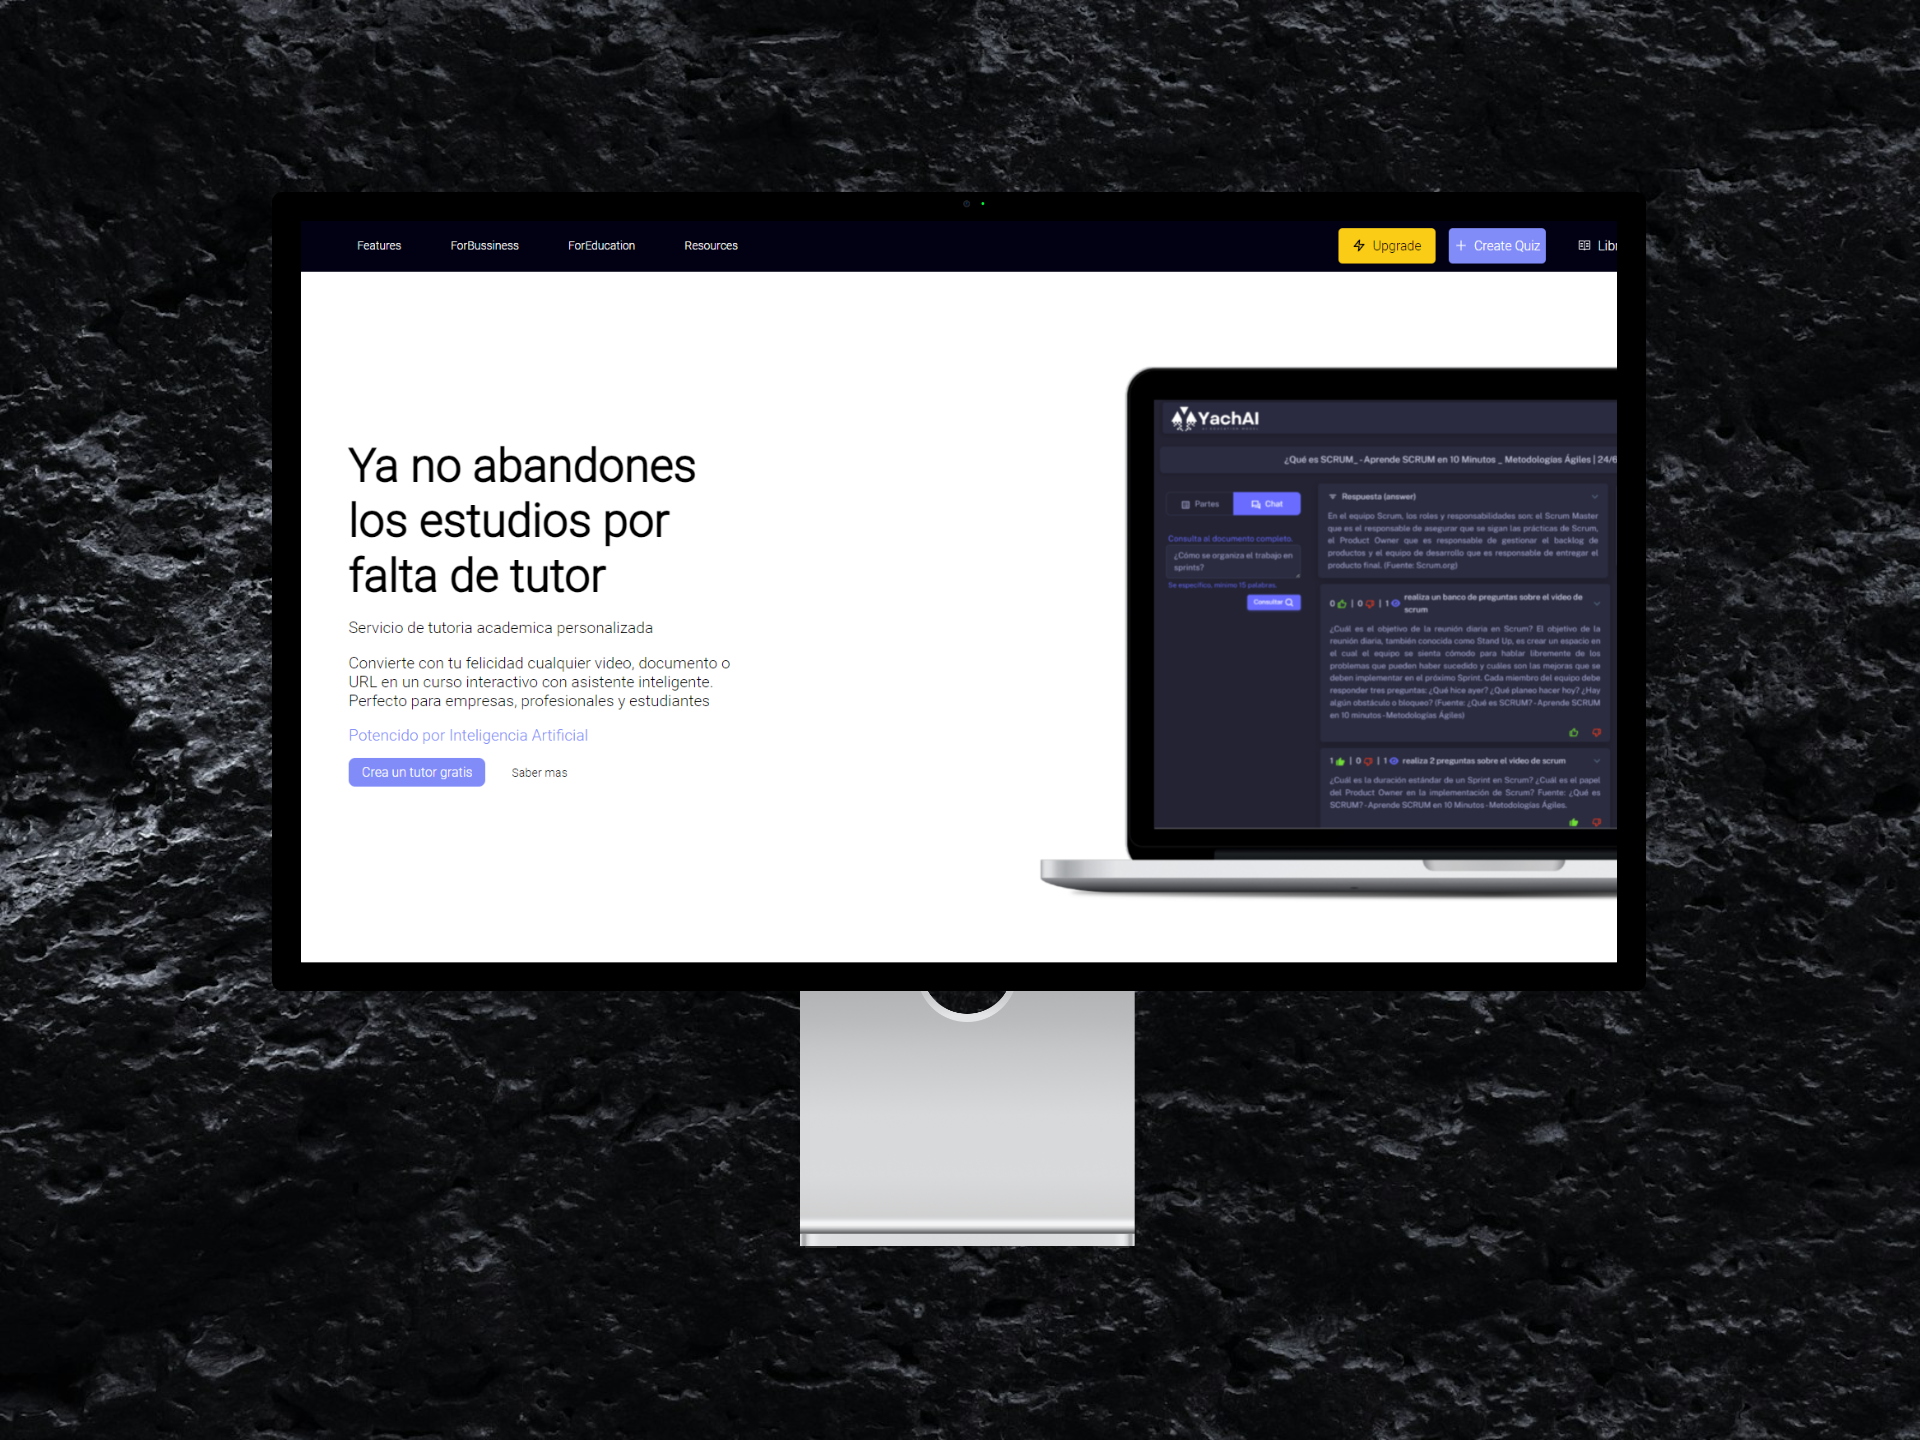 Features ForBussiness ForEducation Resources Upgrade + Create Quiz
Ya no abandones
los estudios por
falta de tutor
Servicio de tutoria academica personalizada
Convierte con tu felicidad cualquier video, documento o
URL en un curso interactivo con asistente inteligente.
Perfecto para empresas, profesionales y estudiantes
Potencido por Inteligencia Artificial
Crea un tutor gratis Saber mas
YachAI
¿Qué es SCRUM_ - Aprende SCRUM en 10 Minutos _ Metodologías Ágiles | 24/6
Partes Chat
Consulta al documento completo.
¿Cómo se organiza el trabajo en
sprints?
Se específico, mínimo 15 palabras.
Consultar
Respuesta (answer)
En el equipo Scrum, los roles y responsabilidades son: el Scrum Master
que es el responsable de asegurar que se sigan las prácticas de Scrum,
el Product Owner que es responsable de gestionar el backlog de
productos y el equipo de desarrollo que es responsable de entregar el
producto final. (Fuente: Scrum.org)
0 | 0 | 1 realiza un banco de preguntas sobre el video de
scrum
¿Cuál es el objetivo de la reunión diaria en Scrum? El objetivo de la
reunión diaria, también conocida como Stand Up, es crear un espacio en
el cual el equipo se sienta cómodo para hablar libremente de los
problemas que pueden haber sucedido y cuáles son las mejoras que se
deben implementar en el próximo Sprint. Cada miembro del equipo debe
responder tres preguntas: ¿Qué hice ayer? ¿Qué planeo hacer hoy? ¿Hay
algún obstáculo o bloqueo? (Fuente: ¿Qué es SCRUM? - Aprende SCRUM
en 10 minutos - Metodologías Ágiles)
1 | 0 | 1 realiza 2 preguntas sobre el video de scrum
¿Cuál es la duración estándar de un Sprint en Scrum? ¿Cuál es el papel
del Product Owner en la implementación de Scrum? Fuente: ¿Qué es
SCRUM? - Aprende SCRUM en 10 Minutos - Metodologías Ágiles.